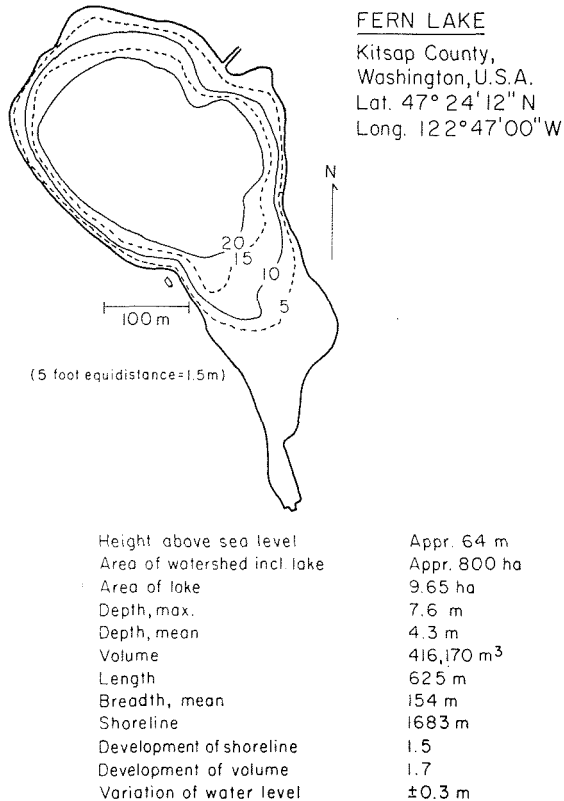 FERN LAKE
Kitsap County,
Washington, U.S.A.
Lat. 47° 24' 12" N
Long. 122° 47' 00" W
N
20
15
10
5
100 m
(5 foot equidistance = 1.5 m)
Height above sea level Appr. 64 m
Area of watershed incl. lake Appr. 800 ha
Area of lake 9.65 ha
Depth, max. 7.6 m
Depth, mean 4.3 m
Volume 416,170 m³
Length 625 m
Breadth, mean 154 m
Shoreline 1683 m
Development of shoreline 1.5
Development of volume 1.7
Variation of water level ±0.3 m